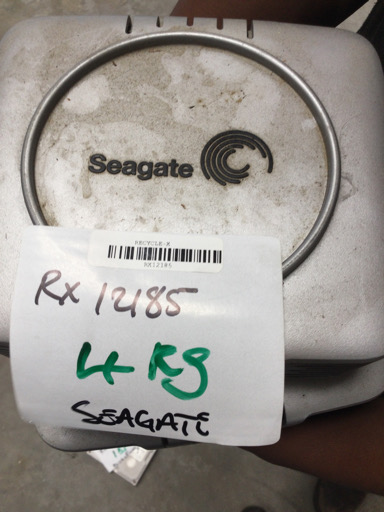 Seagate
RECYCLE-X
RX12185
RX 12185
4 Kg
SEAGATE